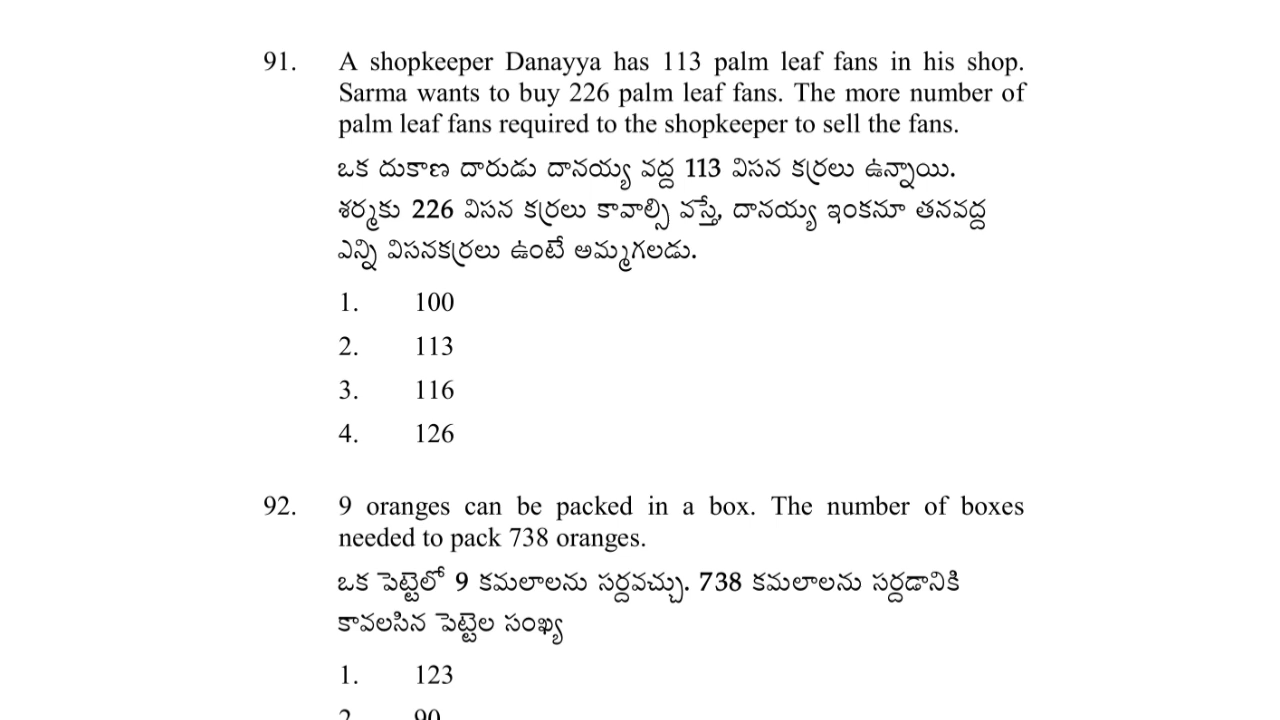 91. A shopkeeper Danayya has 113 palm leaf fans in his shop.
Sarma wants to buy 226 palm leaf fans. The more number of
palm leaf fans required to the shopkeeper to sell the fans.
ఒక దుకాణ దారుడు దానయ్య వద్ద 113 విసన కర్రలు ఉన్నాయి.
శర్మకు 226 విసన కర్రలు కావాల్సి వస్తే, దానయ్య ఇంకనూ తనవద్ద
ఎన్ని విసనకర్రలు ఉంటే అమ్మగలడు.
1. 100
2. 113
3. 116
4. 126
92. 9 oranges can be packed in a box. The number of boxes
needed to pack 738 oranges.
ఒక పెట్టెలో 9 కమలాలను సర్దవచ్చు. 738 కమలాలను సర్దడానికి
కావలసిన పెట్టెల సంఖ్య
1. 123
2. 90